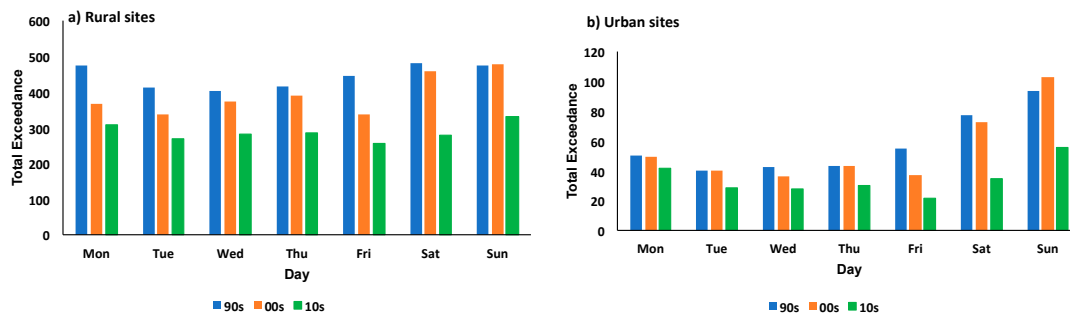 a) Rural sites
600
500
400
300
200
100
0
Total Exceedance
Mon Tue Wed Thu Fri Sat Sun
Day
90s 00s 10s
b) Urban sites
120
100
80
60
40
20
0
Total Exceedance
Mon Tue Wed Thu Fri Sat Sun
Day
90s 00s 10s